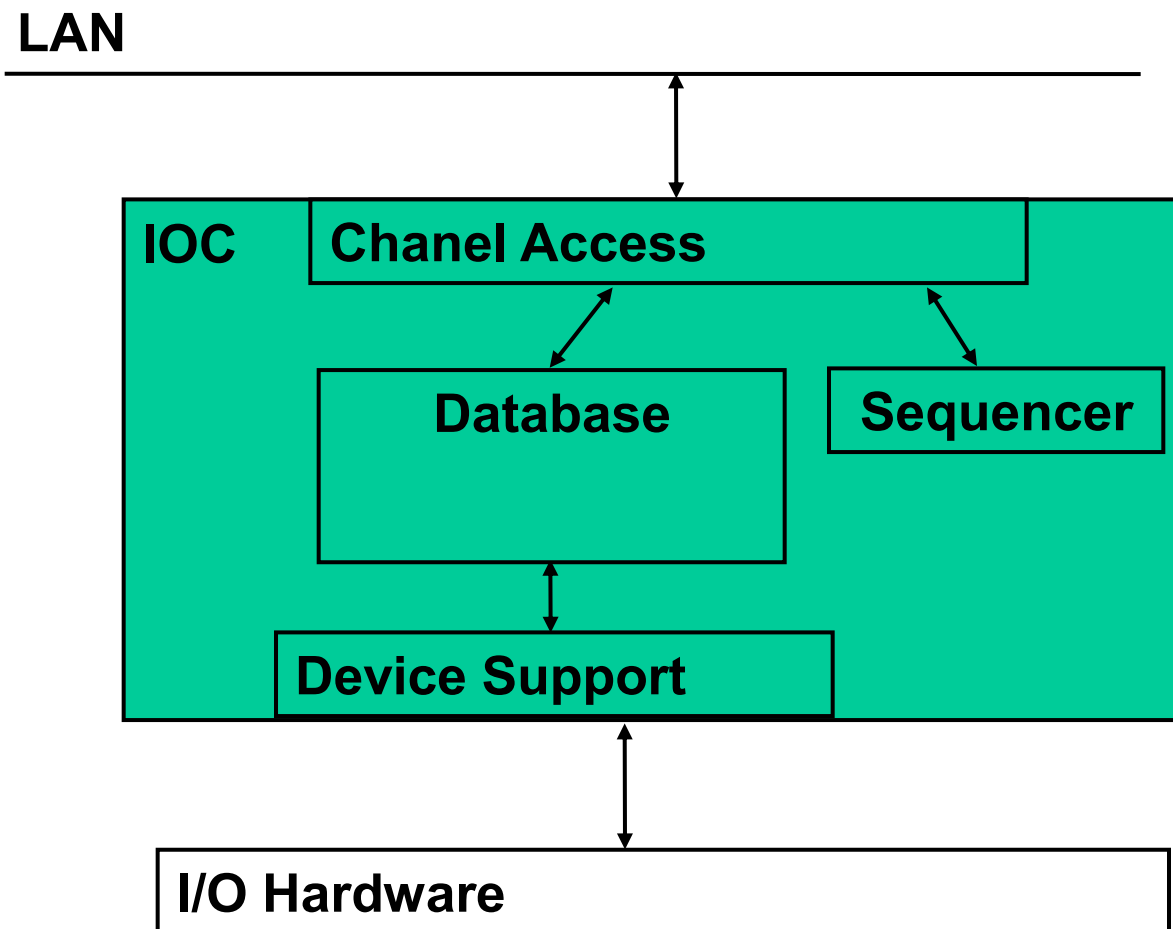 LAN
IOC
Chanel Access
Database
Sequencer
Device Support
I/O Hardware